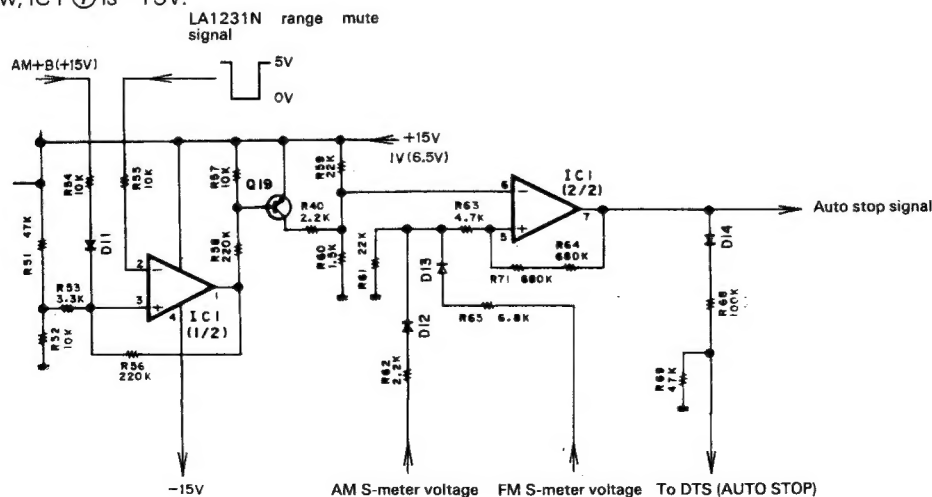 w, IC1 ⑦ is −15V.
LA1231N range mute
signal
AM+B(+15V)
5V
0V
+15V
1V(6.5V)
R54
10K
R55
10K
R57
10K
Q19
R59
22K
IC1
(2/2)
R51
47K
D11
R58
220K
R40
2.2K
R63
4.7K
6
7
5
Auto stop signal
R53
3.3K
2
3
1
4
IC1
(1/2)
R60
1.5K
R61
22K
D13
R64
680K
R71
680K
D14
R52
10K
R56
220K
D12
R65
6.8K
R68
100K
R62
2.2K
R69
47K
−15V
AM S-meter voltage
FM S-meter voltage
To DTS (AUTO STOP)